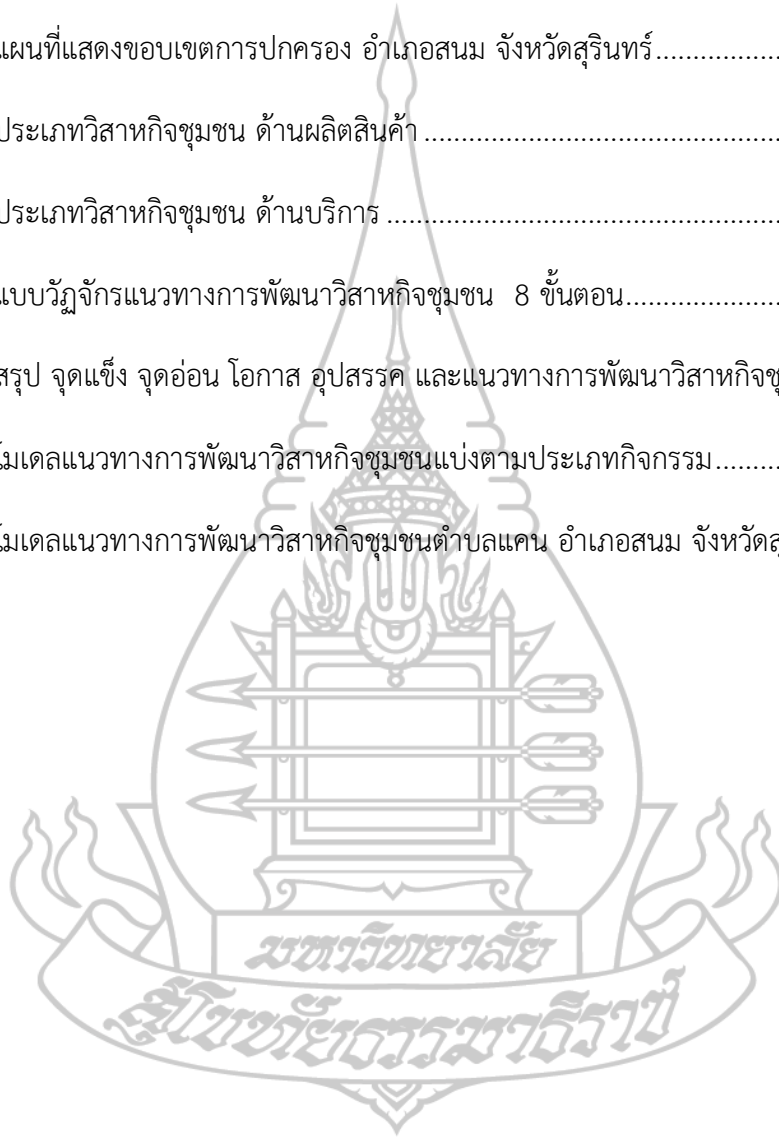 แผนที่แสดงขอบเขตการปกครอง อำเภอสนม จังหวัดสุรินทร์..................
ประเภทวิสาหกิจชุมชน ด้านผลิตสินค้า..................
ประเภทวิสาหกิจชุมชน ด้านบริการ..................
แบบวัฏจักรแนวทางการพัฒนาวิสาหกิจชุมชน 8 ขั้นตอน..................
สรุป จุดแข็ง จุดอ่อน โอกาส อุปสรรค และแนวทางการพัฒนาวิสาหกิจชุ
โมเดลแนวทางการพัฒนาวิสาหกิจชุมชนแบ่งตามประเภทกิจกรรม..................
โมเดลแนวทางการพัฒนาวิสาหกิจชุมชนตำบลแคน อำเภอสนม จังหวัดสุ
มหาวิทยาลัย
สุโขทัยธรรมาธิราช